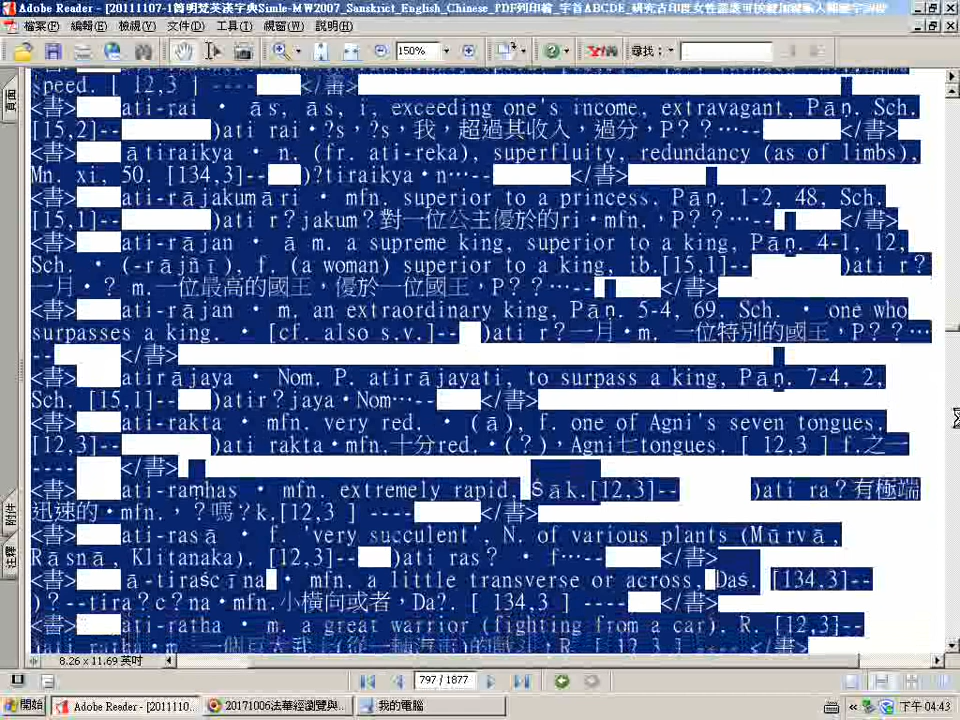 Adobe Reader - [20111107-1簡明梵英漢字典Simle-MW2007_Sanskrict_English_Chinese_PDF列印檔_字首ABCDE_研究古印度女性
檔案(F) 編輯(E) 檢視(V) 文件(D) 工具(T) 視窗(W) 說明(H)
150% 尋找：
speed. [ 12,3 ] ---- </書>
<書> ati-rai • ās, ās, i, exceeding one's income, extravagant, Pāṇ. Sch.
[15,2]-- )ati rai•?s，?s，我，超過其收入，過分，P？？…-- </書>
<書> ātiraikya • n. (fr. ati-reka), superfluity, redundancy (as of limbs),
Mn. xi, 50. [134,3]-- )?tiraikya•n…-- </書>
<書> ati-rājakumāri • mfn. superior to a princess. Pāṇ. 1-2, 48, Sch.
[15,1]-- )ati r？jakum？對一位公主優於的ri•mfn.，P？？…-- </書>
<書> ati-rājan • ā m. a supreme king, superior to a king, Pāṇ. 4-1, 12,
Sch. • (-rājñī), f. (a woman) superior to a king, ib.[15,1]-- )ati r？
一月•？ m.一位最高的國王，優於一位國王，P？？…-- </書>
<書> ati-rājan • m. an extraordinary king, Pāṇ. 5-4, 69. Sch. • one who
surpasses a king. • [cf. also s.v.]-- )ati r？一月•m. 一位特別的國王，P？？…
-- </書>
<書> atirājaya • Nom. P. atirājayati, to surpass a king, Pāṇ. 7-4, 2,
Sch. [15,1]-- )atir？jaya•Nom…-- </書>
<書> ati-rakta • mfn. very red. • (ā), f. one of Agni's seven tongues.
[12,3]-- )ati rakta•mfn.十分red. •(？)，Agni七tongues. [ 12,3 ] f.之一
---- </書>
<書> ati-raṃhas • mfn. extremely rapid, Śāk.[12,3]-- )ati ra？有極端
迅速的•mfn.，？嗎？k.[12,3 ] ---- </書>
<書> ati-rasā • f. 'very succulent', N. of various plants (Mūrvā,
Rāsnā, Klitanaka). [12,3]-- )ati ras？ • f…-- </書>
<書> ā-tiraścīna • mfn. a little transverse or across, Daś. [134,3]--
)？--tira？c？na•mfn.小橫向或者，Da?. [ 134,3 ] ---- </書>
<書> ati-ratha • m. a great warrior (fighting from a car). R. [12,3]--
頁面
附件
注釋
8.26 x 11.69 英吋
797 / 1877
開始 Adobe Reader - [2011110... 20171006法華經瀏覽與... 我的電腦 下午 04:43